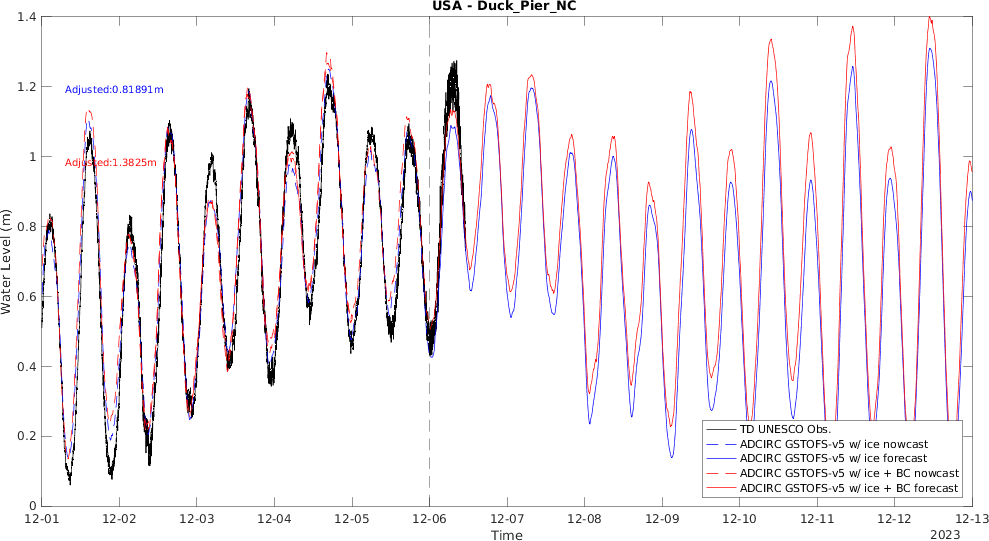 USA - Duck_Pier_NC
1.4
1.2
1
0.8
0.6
0.4
0.2
0
Water Level (m)
Adjusted:0.81891m
Adjusted:1.3825m
TD UNESCO Obs.
ADCIRC GSTOFS-v5 w/ ice nowcast
ADCIRC GSTOFS-v5 w/ ice forecast
ADCIRC GSTOFS-v5 w/ ice + BC nowcast
ADCIRC GSTOFS-v5 w/ ice + BC forecast
12-01 12-02 12-03 12-04 12-05 12-06 12-07 12-08 12-09 12-10 12-11 12-12 12-13
Time
2023